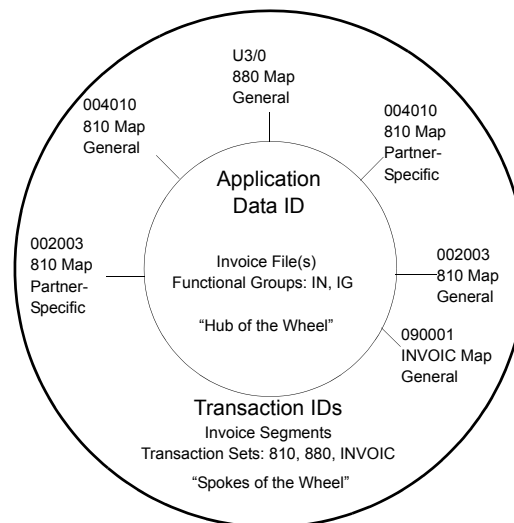 U3/0
880 Map
General
004010
810 Map
General
004010
810 Map
Partner-
Specific
Application
Data ID
002003
810 Map
Partner-
Specific
Invoice File(s)
Functional Groups: IN, IG
“Hub of the Wheel”
002003
810 Map
General
090001
INVOIC Map
General
Transaction IDs
Invoice Segments
Transaction Sets: 810, 880, INVOIC
“Spokes of the Wheel”